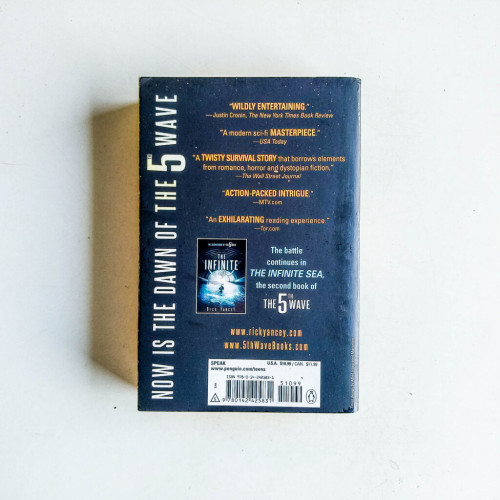 NOW IS THE DAWN OF THE 5TH WAVE
"WILDLY ENTERTAINING."
— Justin Cronin, The New York Times Book Review
"A modern sci-fi MASTERPIECE."
—USA Today
"A TWISTY SURVIVAL STORY that borrows elements
from romance, horror and dystopian fiction."
—The Wall Street Journal
"ACTION-PACKED INTRIGUE."
—MTV.com
"An EXHILARATING reading experience."
—Tor.com
THE
INFINITE
SEA
RICK YANCEY
The battle
continues in
THE INFINITE SEA,
the second book of
THE 5TH WAVE
www.rickyancey.com
www.5thWaveBooks.com
SPEAK
U.S.A.
www.penguin.com/teens
51099
9 780142 425831